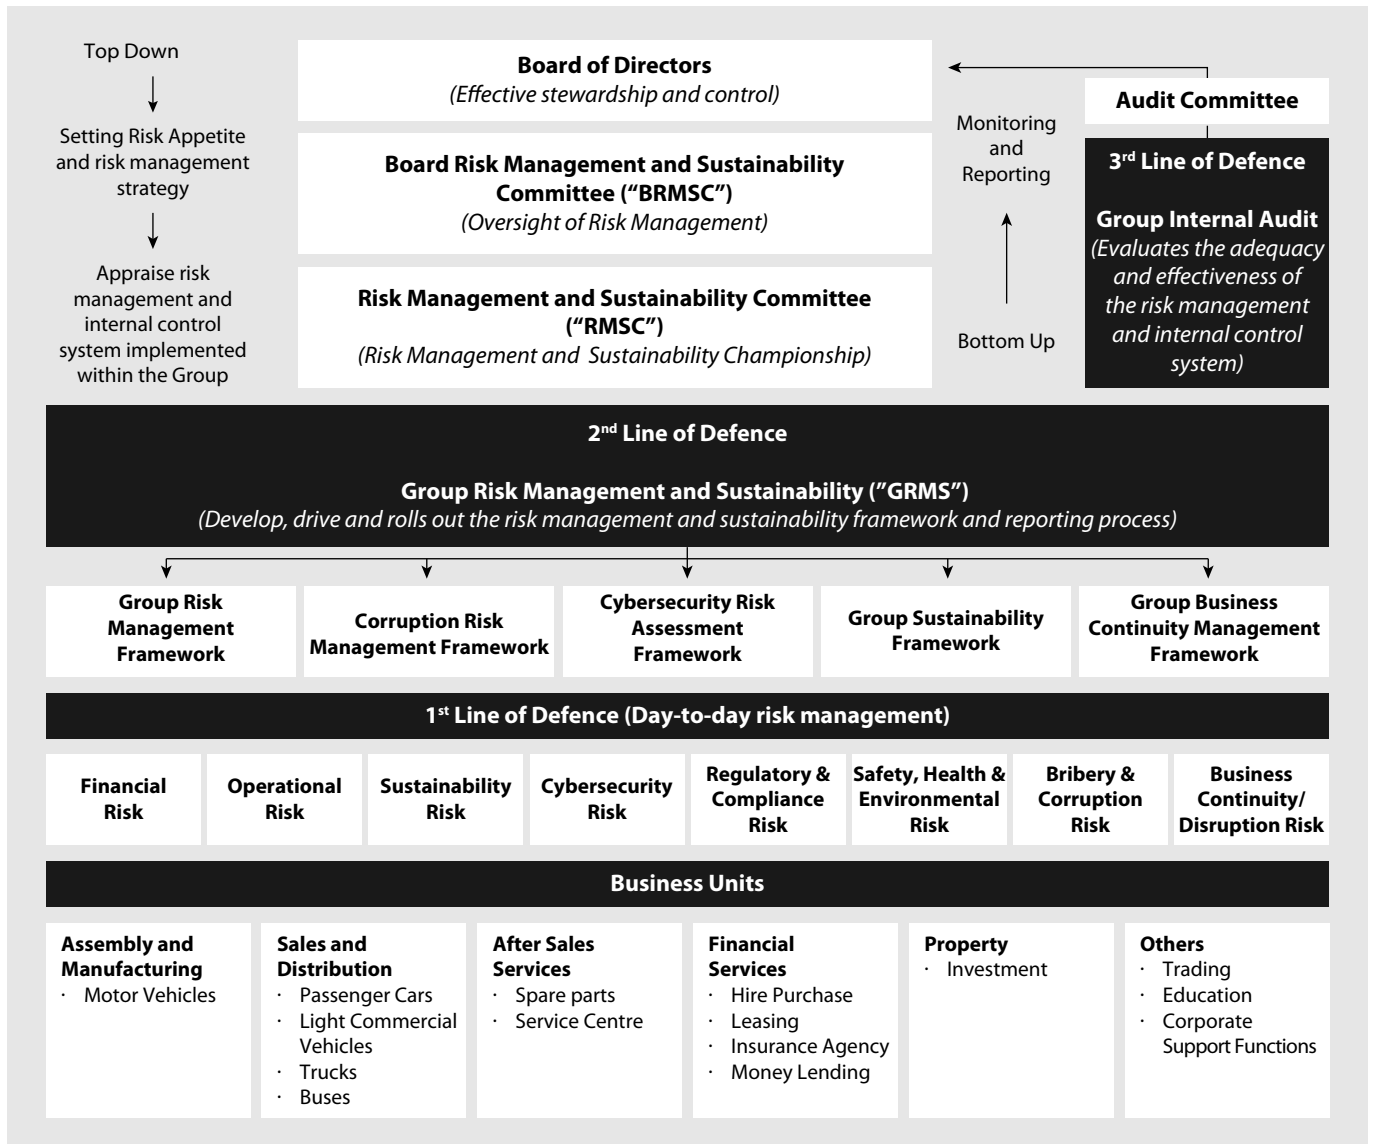 Top Down
Setting Risk Appetite
and risk management
strategy
Appraise risk
management and
internal control
system implemented
within the Group
Board of Directors
(Effective stewardship and control)
Board Risk Management and Sustainability
Committee (“BRMSC”)
(Oversight of Risk Management)
Risk Management and Sustainability Committee
(“RMSC”)
(Risk Management and Sustainability Championship)
Monitoring
and
Reporting
Bottom Up
Audit Committee
3rd Line of Defence
Group Internal Audit
(Evaluates the adequacy
and effectiveness of
the risk management
and internal control
system)
2nd Line of Defence
Group Risk Management and Sustainability (”GRMS”)
(Develop, drive and rolls out the risk management and sustainability framework and reporting process)
Group Risk
Management
Framework
Corruption Risk
Management Framework
Cybersecurity Risk
Assessment
Framework
Group Sustainability
Framework
Group Business
Continuity Management
Framework
1st Line of Defence (Day-to-day risk management)
Financial
Risk
Operational
Risk
Sustainability
Risk
Cybersecurity
Risk
Regulatory &
Compliance
Risk
Safety, Health &
Environmental
Risk
Bribery &
Corruption
Risk
Business
Continuity/
Disruption Risk
Business Units
Assembly and
Manufacturing
· Motor Vehicles
Sales and
Distribution
· Passenger Cars
· Light Commercial
Vehicles
· Trucks
· Buses
After Sales
Services
· Spare parts
· Service Centre
Financial
Services
· Hire Purchase
· Leasing
· Insurance Agency
· Money Lending
Property
· Investment
Others
· Trading
· Education
· Corporate
Support Functions